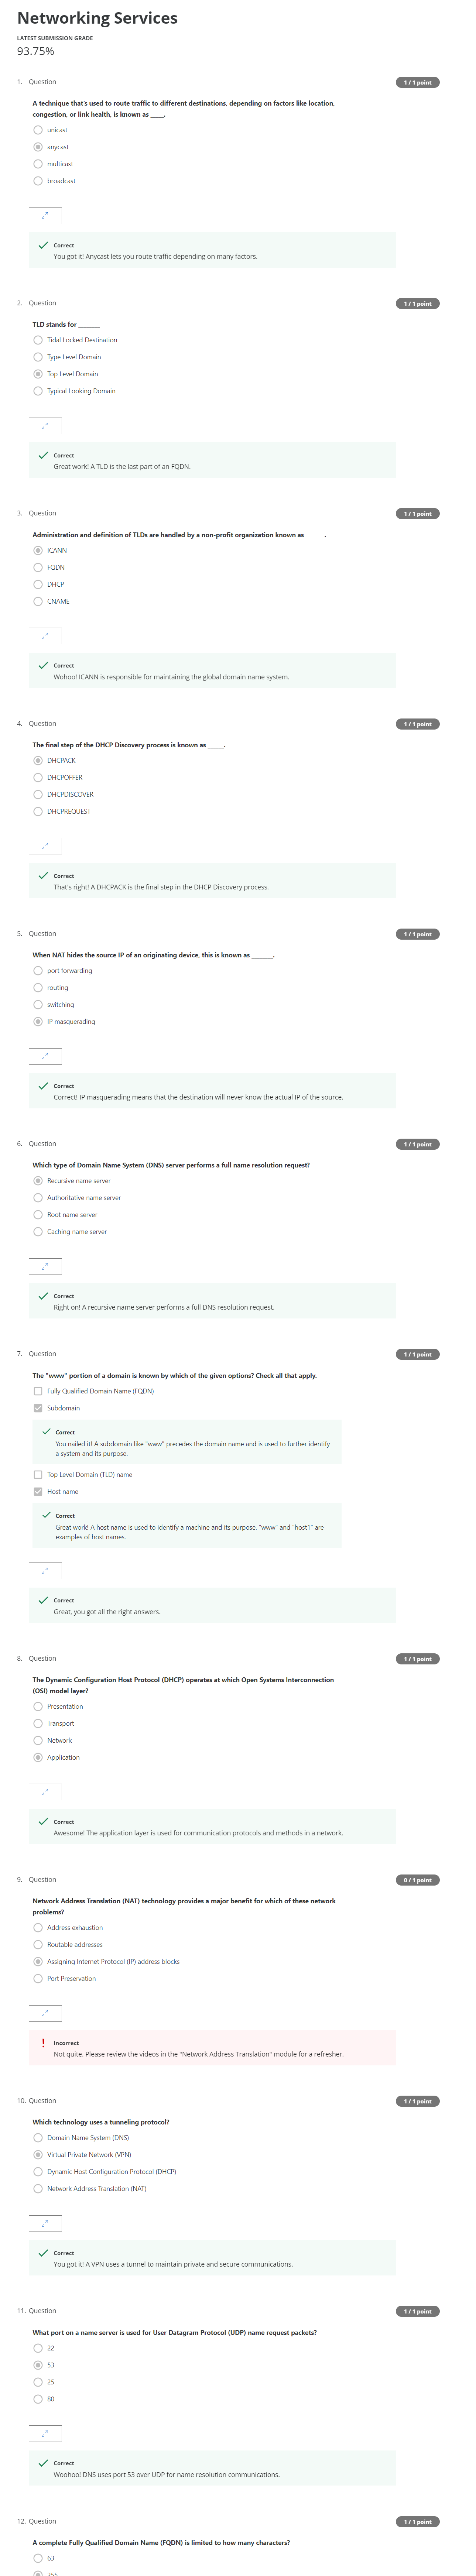 Networking Services
LATEST SUBMISSION GRADE
93.75%
1. Question
1 / 1 point
A technique that's used to route traffic to different destinations, depending on factors like location,
congestion, or link health, is known as ____.
unicast
anycast
multicast
broadcast
Correct
You got it! Anycast lets you route traffic depending on many factors.
2. Question
1 / 1 point
TLD stands for ______
Tidal Locked Destination
Type Level Domain
Top Level Domain
Typical Looking Domain
Correct
Great work! A TLD is the last part of an FQDN.
3. Question
1 / 1 point
Administration and definition of TLDs are handled by a non-profit organization known as _____.
ICANN
FQDN
DHCP
CNAME
Correct
Wohoo! ICANN is responsible for maintaining the global domain name system.
4. Question
1 / 1 point
The final step of the DHCP Discovery process is known as _____.
DHCPACK
DHCPOFFER
DHCPDISCOVER
DHCPREQUEST
Correct
That's right! A DHCPACK is the final step in the DHCP Discovery process.
5. Question
1 / 1 point
When NAT hides the source IP of an originating device, this is known as ______.
port forwarding
routing
switching
IP masquerading
Correct
Correct! IP masquerading means that the destination will never know the actual IP of the source.
6. Question
1 / 1 point
Which type of Domain Name System (DNS) server performs a full name resolution request?
Recursive name server
Authoritative name server
Root name server
Caching name server
Correct
Right on! A recursive name server performs a full DNS resolution request.
7. Question
1 / 1 point
The "www" portion of a domain is known by which of the given options? Check all that apply.
Fully Qualified Domain Name (FQDN)
Subdomain
Correct
You nailed it! A subdomain like "www" precedes the domain name and is used to further identify
a system and its purpose.
Top Level Domain (TLD) name
Host name
Correct
Great work! A host name is used to identify a machine and its purpose. "www" and "host1" are
examples of host names.
Correct
Great, you got all the right answers.
8. Question
1 / 1 point
The Dynamic Configuration Host Protocol (DHCP) operates at which Open Systems Interconnection
(OSI) model layer?
Presentation
Transport
Network
Application
Correct
Awesome! The application layer is used for communication protocols and methods in a network.
9. Question
0 / 1 point
Network Address Translation (NAT) technology provides a major benefit for which of these network
problems?
Address exhaustion
Routable addresses
Assigning Internet Protocol (IP) address blocks
Port Preservation
Incorrect
Not quite. Please review the videos in the "Network Address Translation" module for a refresher.
10. Question
1 / 1 point
Which technology uses a tunneling protocol?
Domain Name System (DNS)
Virtual Private Network (VPN)
Dynamic Host Configuration Protocol (DHCP)
Network Address Translation (NAT)
Correct
You got it! A VPN uses a tunnel to maintain private and secure communications.
11. Question
1 / 1 point
What port on a name server is used for User Datagram Protocol (UDP) name request packets?
22
53
25
80
Correct
Woohoo! DNS uses port 53 over UDP for name resolution communications.
12. Question
1 / 1 point
A complete Fully Qualified Domain Name (FQDN) is limited to how many characters?
63
255